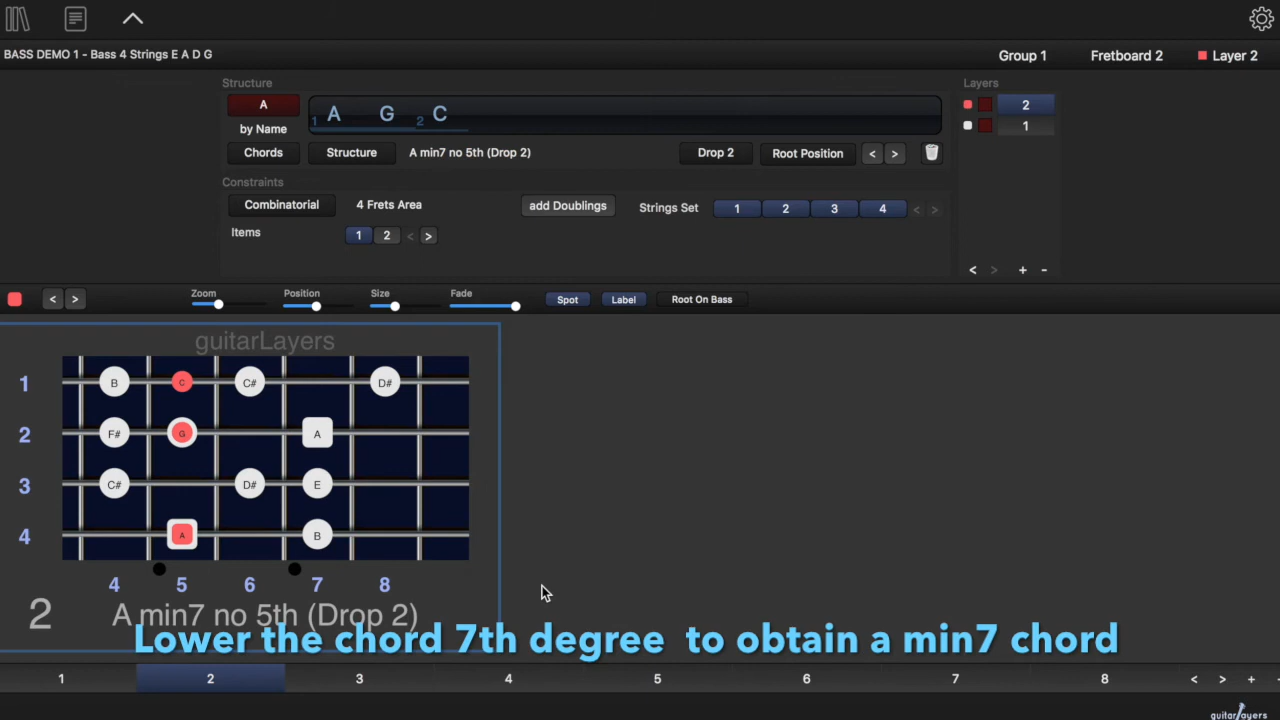 BASS DEMO 1 - Bass 4 Strings E A D G
Group 1 Fretboard 2 Layer 2
Structure
A
by Name
1 A G 2 C
Chords Structure A min7 no 5th (Drop 2) Drop 2 Root Position < >
Layers
2
1
Constraints
Combinatorial 4 Frets Area add Doublings Strings Set 1 2 3 4 < >
Items 1 2 < >
< > + -
< > Zoom Position Size Fade Spot Label Root On Bass
guitarLayers
1 B C C# D#
2 F# G A
3 C# D# E
4 A B
4 5 6 7 8
2 A min7 no 5th (Drop 2)
Lower the chord 7th degree to obtain a min7 chord
1 2 3 4 5 6 7 8 < > + -
guitarLayers